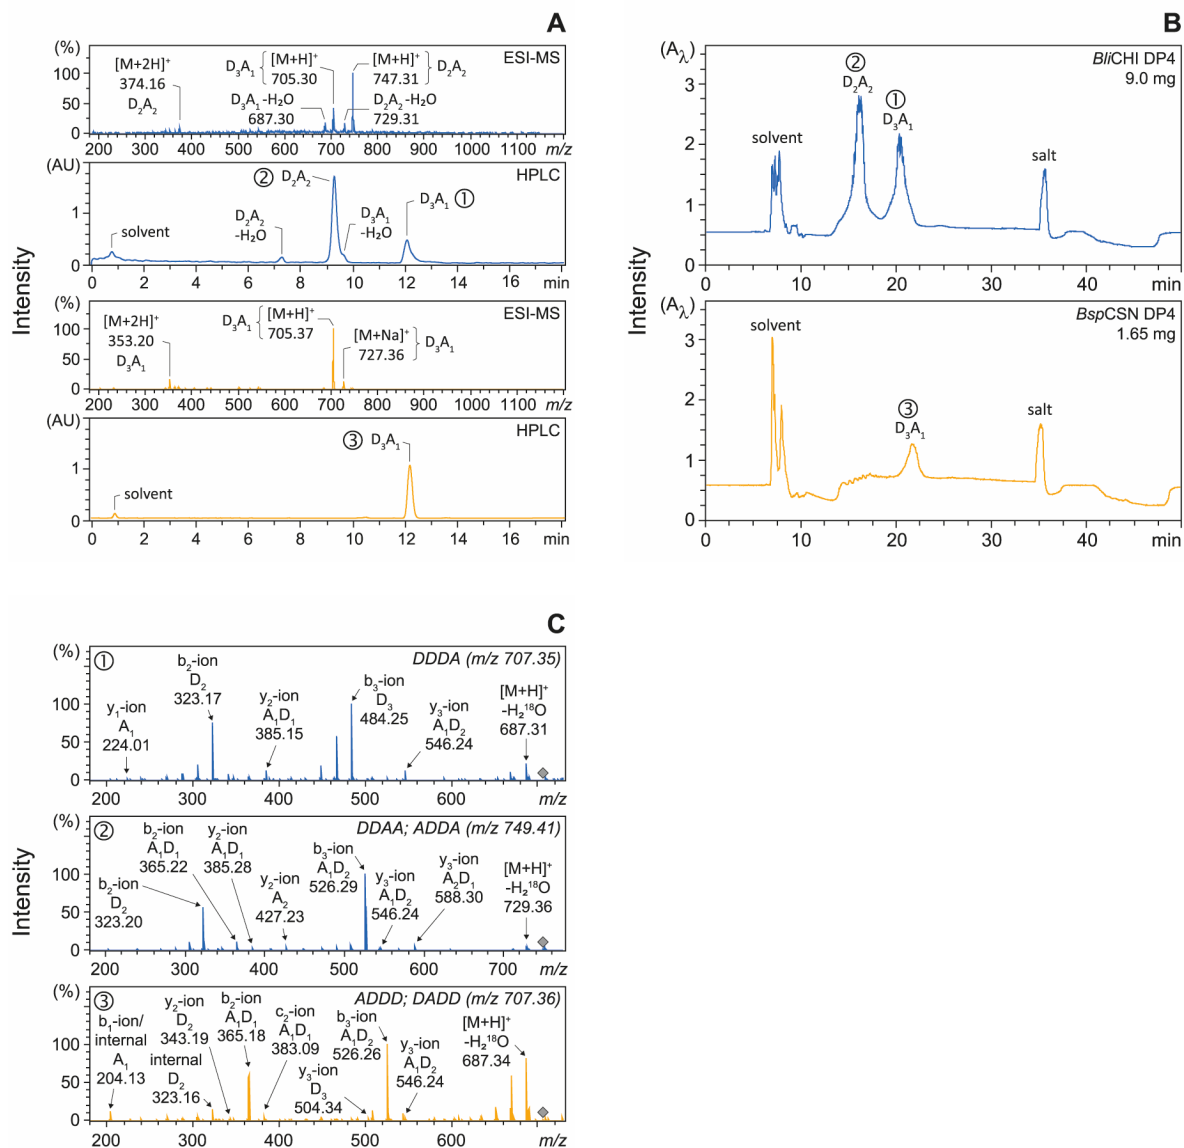 A
(%)
ESI-MS
[M+2H]⁺
374.16
D₂A₂
D₃A₁ { [M+H]⁺
705.30
[M+H]⁺ } D₂A₂
747.31
D₃A₁-H₂O
687.30
D₂A₂-H₂O
729.31
100
50
0
200 300 400 500 600 700 800 900 1000 1100 m/z
(AU)
HPLC
② D₂A₂
D₃A₁ ①
D₂A₂
-H₂O
D₃A₁
-H₂O
solvent
1
0
0 2 4 6 8 10 12 14 16 min
Intensity
(%)
ESI-MS
[M+2H]⁺
353.20
D₃A₁
D₃A₁ { [M+H]⁺
705.37
[M+Na]⁺ } D₃A₁
727.36
100
50
0
200 300 400 500 600 700 800 900 1000 1100 m/z
(AU)
HPLC
③ D₃A₁
solvent
1
0
0 2 4 6 8 10 12 14 16 min
B
(Aλ)
BliCHI DP4
9.0 mg
②
D₂A₂
①
D₃A₁
solvent
salt
3
2
1
0
0 10 20 30 40 min
Intensity
(Aλ)
BspCSN DP4
1.65 mg
solvent
③
D₃A₁
salt
3
2
1
0
0 10 20 30 40 min
C
(%)
① DDDA (m/z 707.35)
y₁-ion
A₁
224.01
b₂-ion
D₂
323.17
y₂-ion
A₁D₁
385.15
b₃-ion
D₃
484.25
y₃-ion
A₁D₂
546.24
[M+H]⁺
-H₂¹⁸O
687.31
100
50
0
200 300 400 500 600 m/z
Intensity
(%)
② DDAA; ADDA (m/z 749.41)
b₂-ion
D₂
323.20
b₂-ion
A₁D₁
365.22
y₂-ion
A₁D₁
385.28
y₂-ion
A₂
427.23
b₃-ion
A₁D₂
526.29
y₃-ion
A₁D₂
546.24
y₃-ion
A₂D₁
588.30
[M+H]⁺
-H₂¹⁸O
729.36
100
50
0
200 300 400 500 600 700 m/z
(%)
③ ADDD; DADD (m/z 707.36)
b₁-ion/
internal
A₁
204.13
y₂-ion
D₂
343.19
internal
D₂
323.16
b₂-ion
A₁D₁
365.18
c₂-ion
A₁D₁
383.09
y₃-ion
D₃
504.34
b₃-ion
A₁D₂
526.26
y₃-ion
A₁D₂
546.24
[M+H]⁺
-H₂¹⁸O
687.34
100
50
0
200 300 400 500 600 m/z